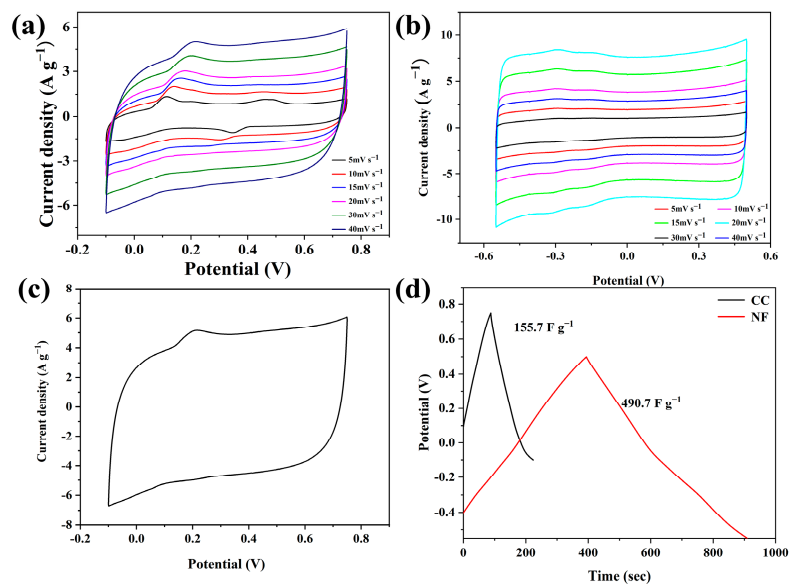 (a)
Current density (A g⁻¹)
6
3
0
-3
-6
-0.2 0.0 0.2 0.4 0.6 0.8
Potential (V)
5mV s⁻¹
10mV s⁻¹
15mV s⁻¹
20mV s⁻¹
30mV s⁻¹
40mV s⁻¹
(b)
Current density (A g⁻¹)
10
5
0
-5
-10
-0.6 -0.3 0.0 0.3 0.6
Potential (V)
5mV s⁻¹ 10mV s⁻¹
15mV s⁻¹ 20mV s⁻¹
30mV s⁻¹ 40mV s⁻¹
(c)
Current density (A g⁻¹)
8
6
4
2
0
-2
-4
-6
-8
-0.2 0.0 0.2 0.4 0.6 0.8
Potential (V)
(d)
Potential (V)
0.8
0.4
0.0
-0.4
0 200 400 600 800 1000
Time (sec)
CC
NF
155.7 F g⁻¹
490.7 F g⁻¹